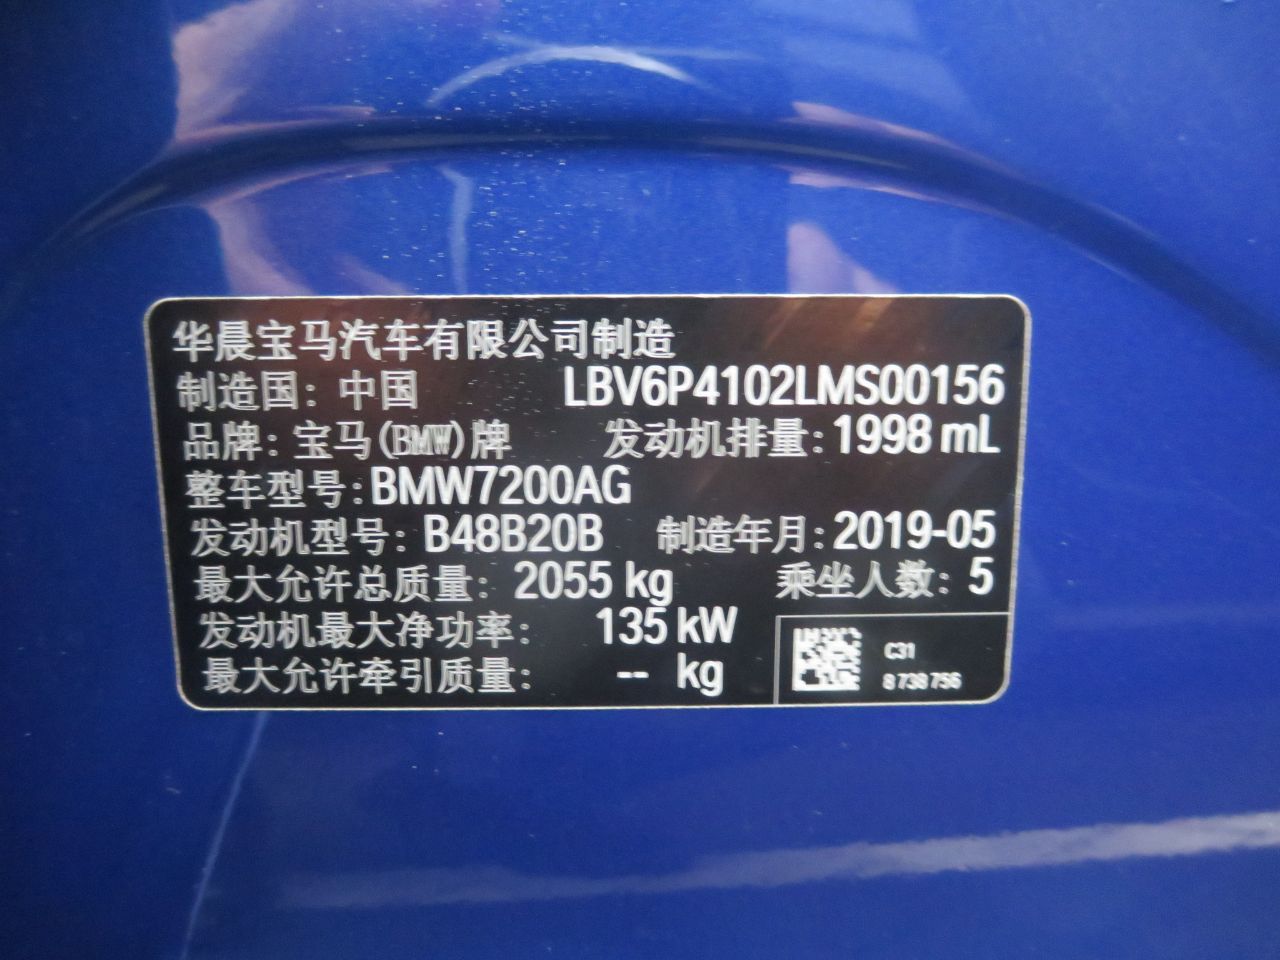 华晨宝马汽车有限公司制造
制造国：中国 LBV6P4102LMS00156
品牌：宝马(BMW)牌 发动机排量：1998 mL
整车型号：BMW7200AG
发动机型号：B48B20B 制造年月：2019-05
最大允许总质量：2055 kg 乘坐人数：5
发动机最大净功率：135 kW
最大允许牵引质量：-- kg
C31
8 738 756